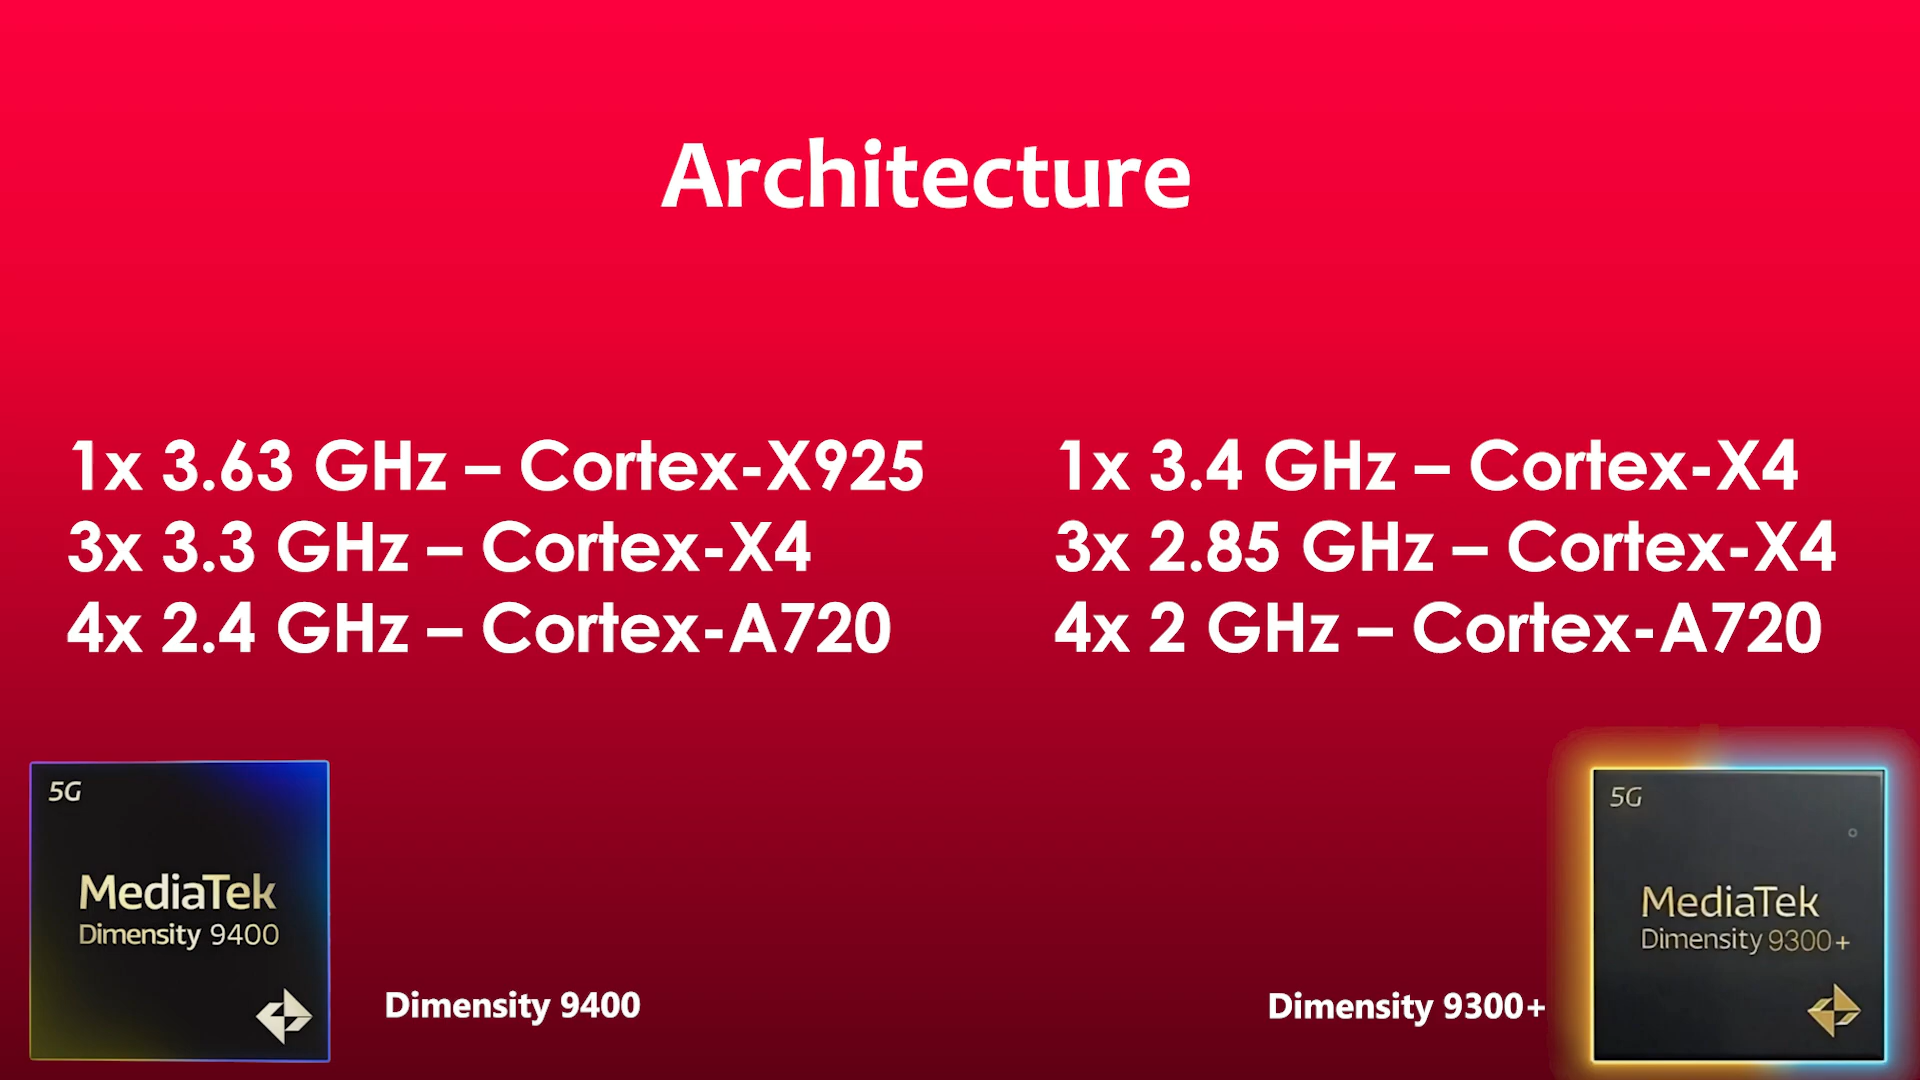 Architecture
1x 3.63 GHz – Cortex-X925
3x 3.3 GHz – Cortex-X4
4x 2.4 GHz – Cortex-A720
1x 3.4 GHz – Cortex-X4
3x 2.85 GHz – Cortex-X4
4x 2 GHz – Cortex-A720
5G
MediaTek
Dimensity 9400
Dimensity 9400
Dimensity 9300+
5G
MediaTek
Dimensity 9300+